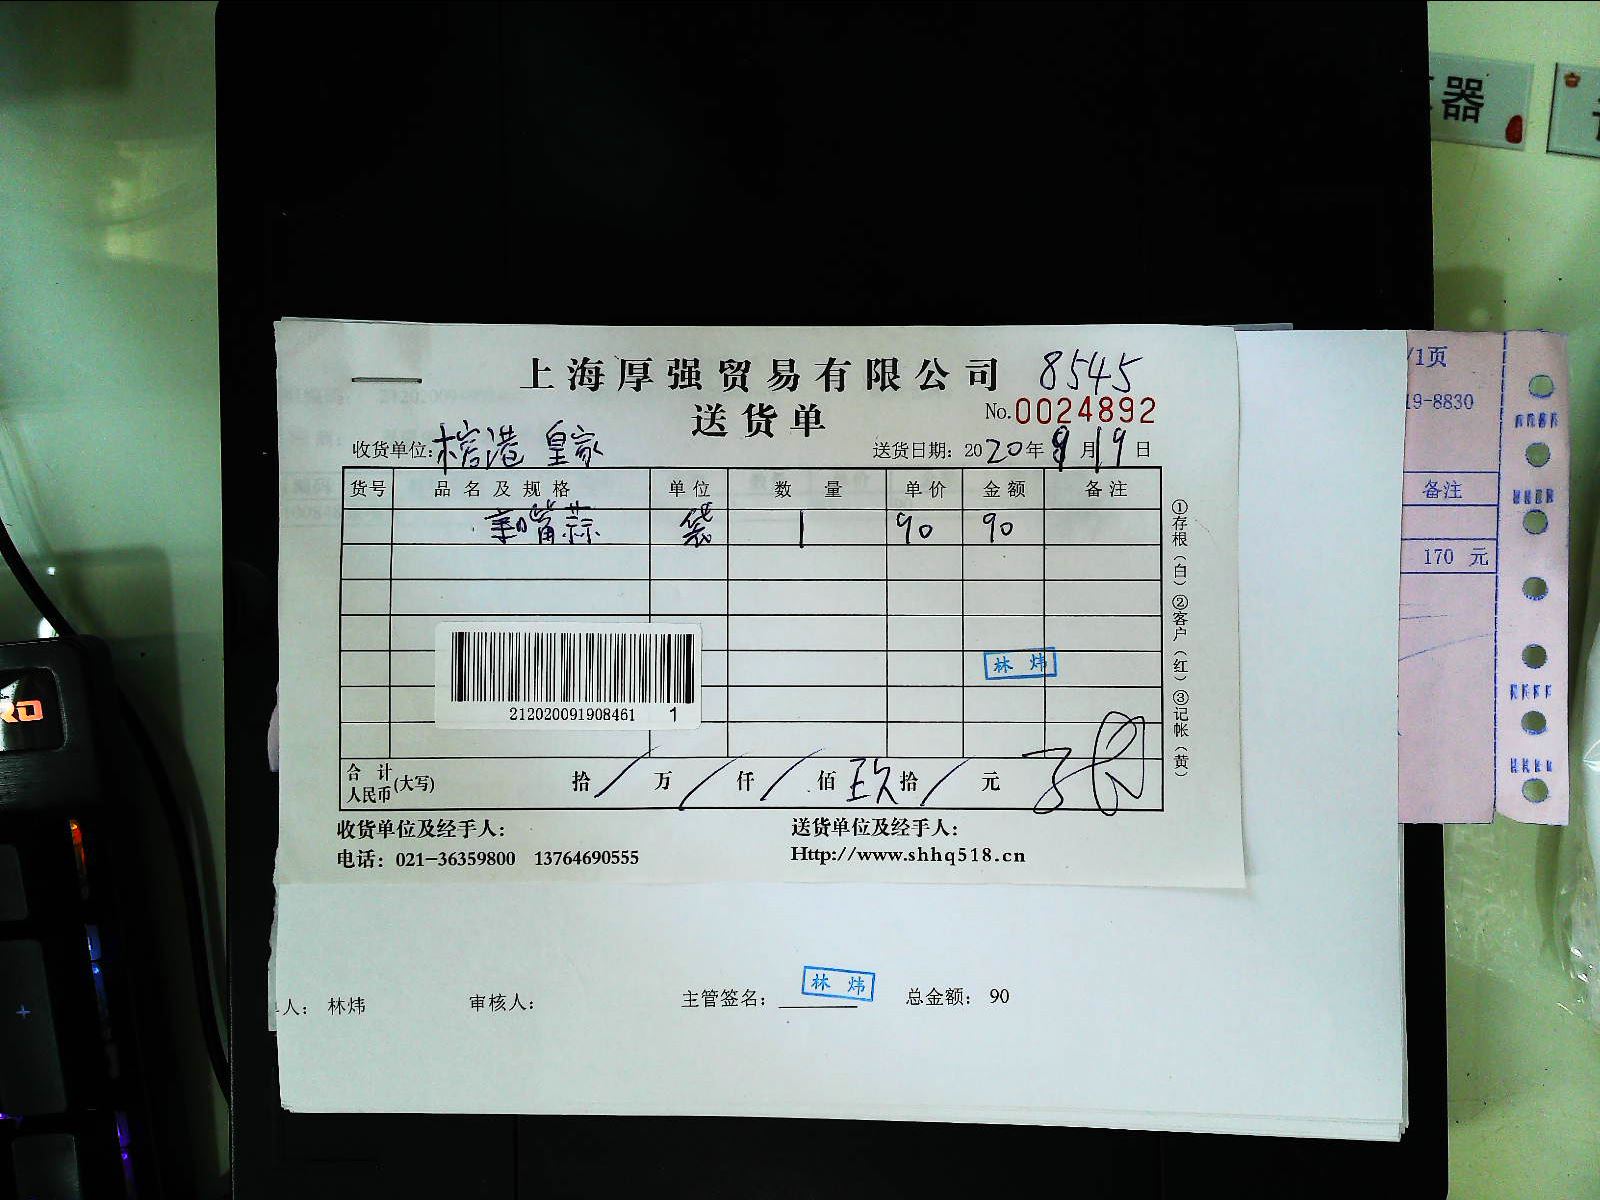 器
上海厚强贸易有限公司 8545
送货单 No.0024892
收货单位: 皇家 送货日期: 2020年9月19日
货号 品名及规格 单位 数量 单价 金额 备注
蒜 袋 1 90 90
林炜
212020091908461 1
合计人民币(大写) 拾/万/仟/佰玖拾/元
收货单位及经手人: 送货单位及经手人:
电话: 021-36359800 13764690555 Http://www.shhq518.cn
①存根(白)②客户(红)③记帐(黄)
人: 林炜 审核人: 主管签名: 林炜 总金额: 90
/1页
19-8830
备注
170 元